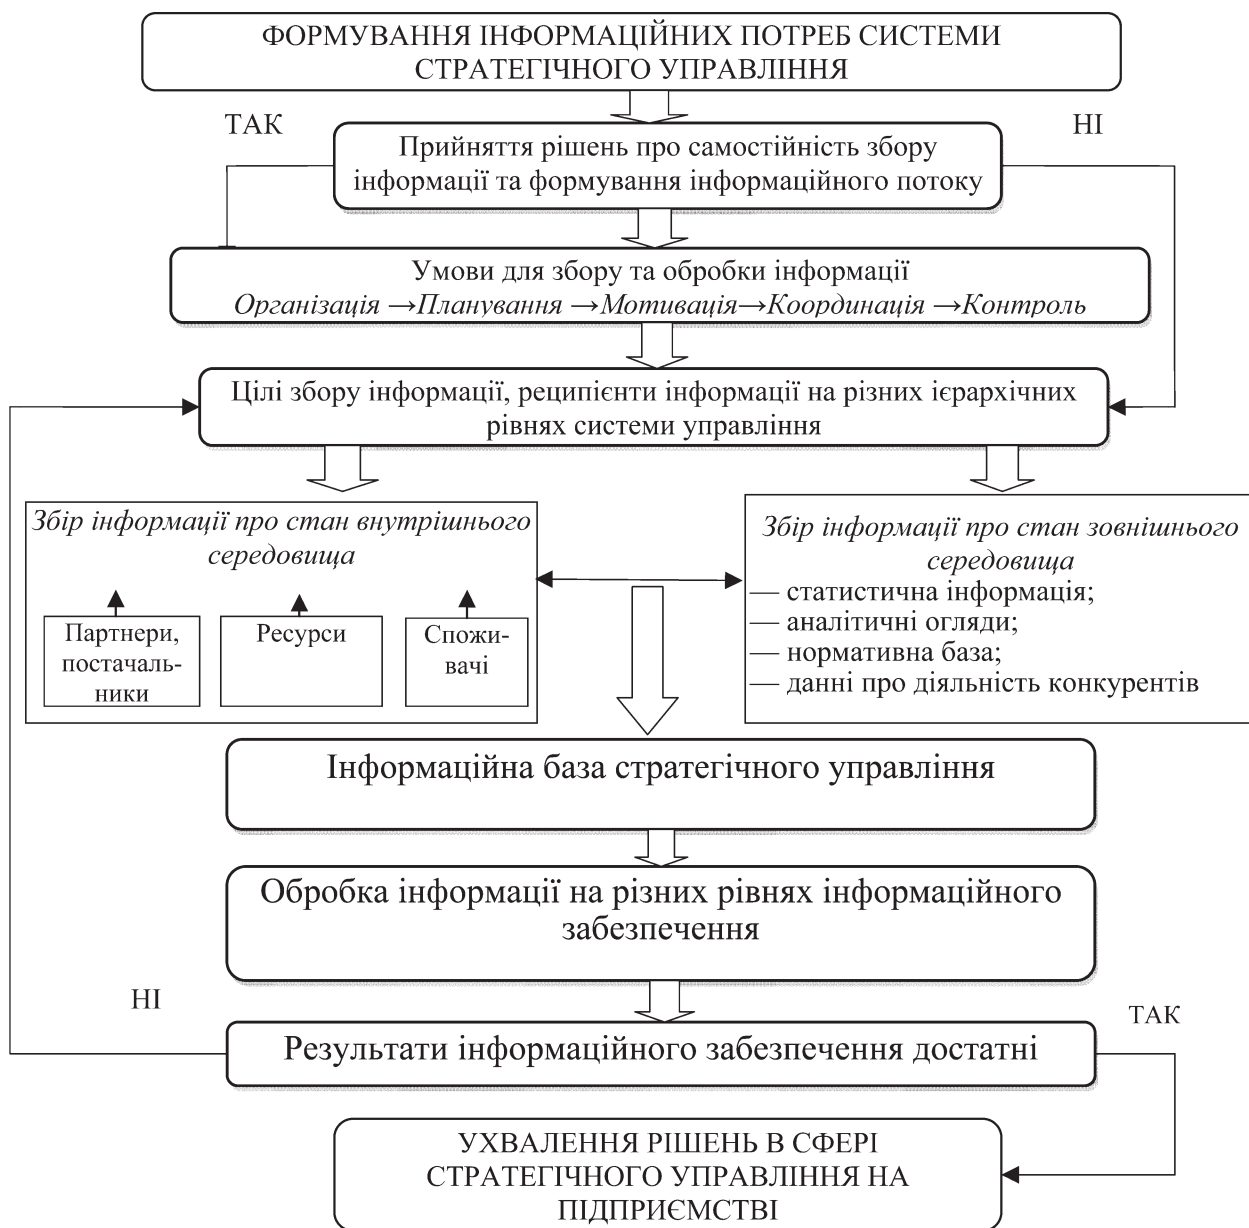 ФОРМУВАННЯ ІНФОРМАЦІЙНИХ ПОТРЕБ СИСТЕМИ
СТРАТЕГІЧНОГО УПРАВЛІННЯ
ТАК
НІ
Прийняття рішень про самостійність збору
інформації та формування інформаційного потоку
Умови для збору та обробки інформації
Організація →Планування →Мотивація→Координація →Контроль
Цілі збору інформації, реципієнти інформації на різних ієрархічних
рівнях системи управління
Збір інформації про стан внутрішнього
середовища
Партнери,
постачаль-
ники
Ресурси
Спожи-
вачі
Збір інформації про стан зовнішнього
середовища
— статистична інформація;
— аналітичні огляди;
— нормативна база;
— данні про діяльність конкурентів
Інформаційна база стратегічного управління
Обробка інформації на різних рівнях інформаційного
забезпечення
НІ
ТАК
Результати інформаційного забезпечення достатні
УХВАЛЕННЯ РІШЕНЬ В СФЕРІ
СТРАТЕГІЧНОГО УПРАВЛІННЯ НА
ПІДПРИЄМСТВІ